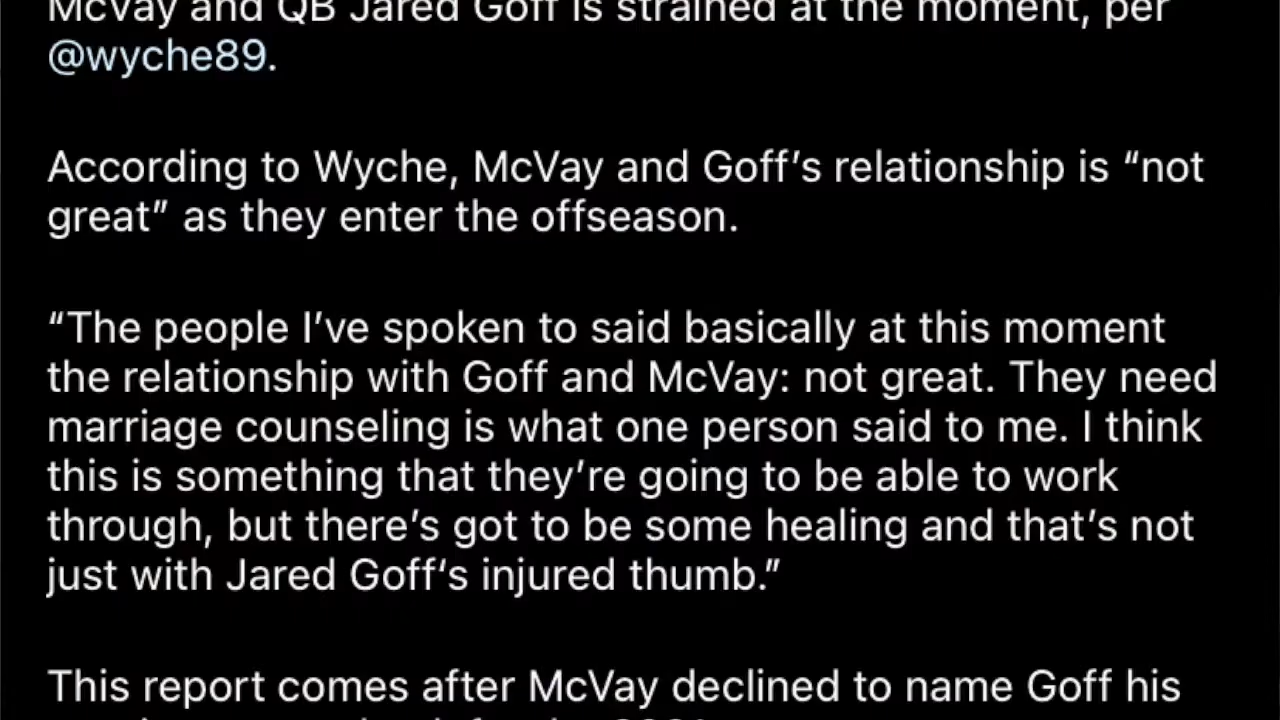 McVay and QB Jared Goff is strained at the moment, per
@wyche89.
According to Wyche, McVay and Goff’s relationship is “not
great” as they enter the offseason.
“The people I’ve spoken to said basically at this moment
the relationship with Goff and McVay: not great. They need
marriage counseling is what one person said to me. I think
this is something that they’re going to be able to work
through, but there’s got to be some healing and that’s not
just with Jared Goff‘s injured thumb.”
This report comes after McVay declined to name Goff his